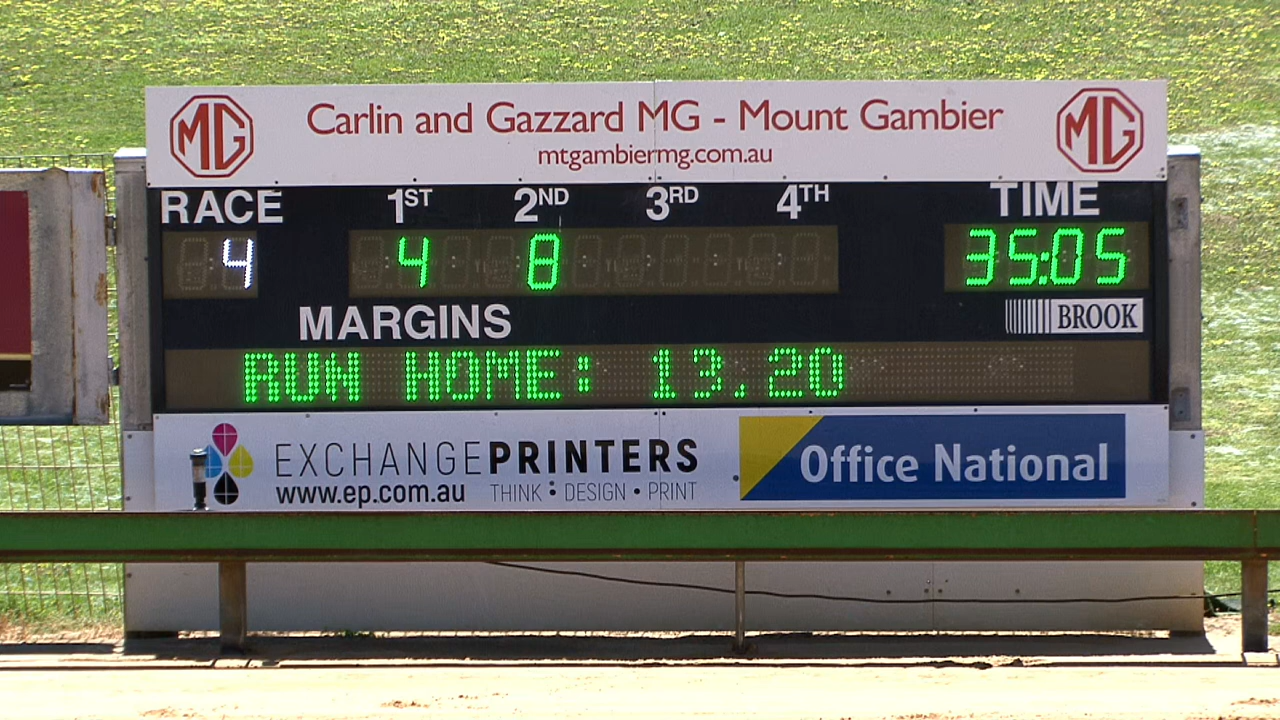 MG Carlin and Gazzard MG - Mount Gambier MG
mtgambiermg.com.au
RACE 1ST 2ND 3RD 4TH TIME
4 4 8 35:05
MARGINS BROOK
RUN HOME: 13.20
EXCHANGEPRINTERS Office National
www.ep.com.au THINK : DESIGN • PRINT